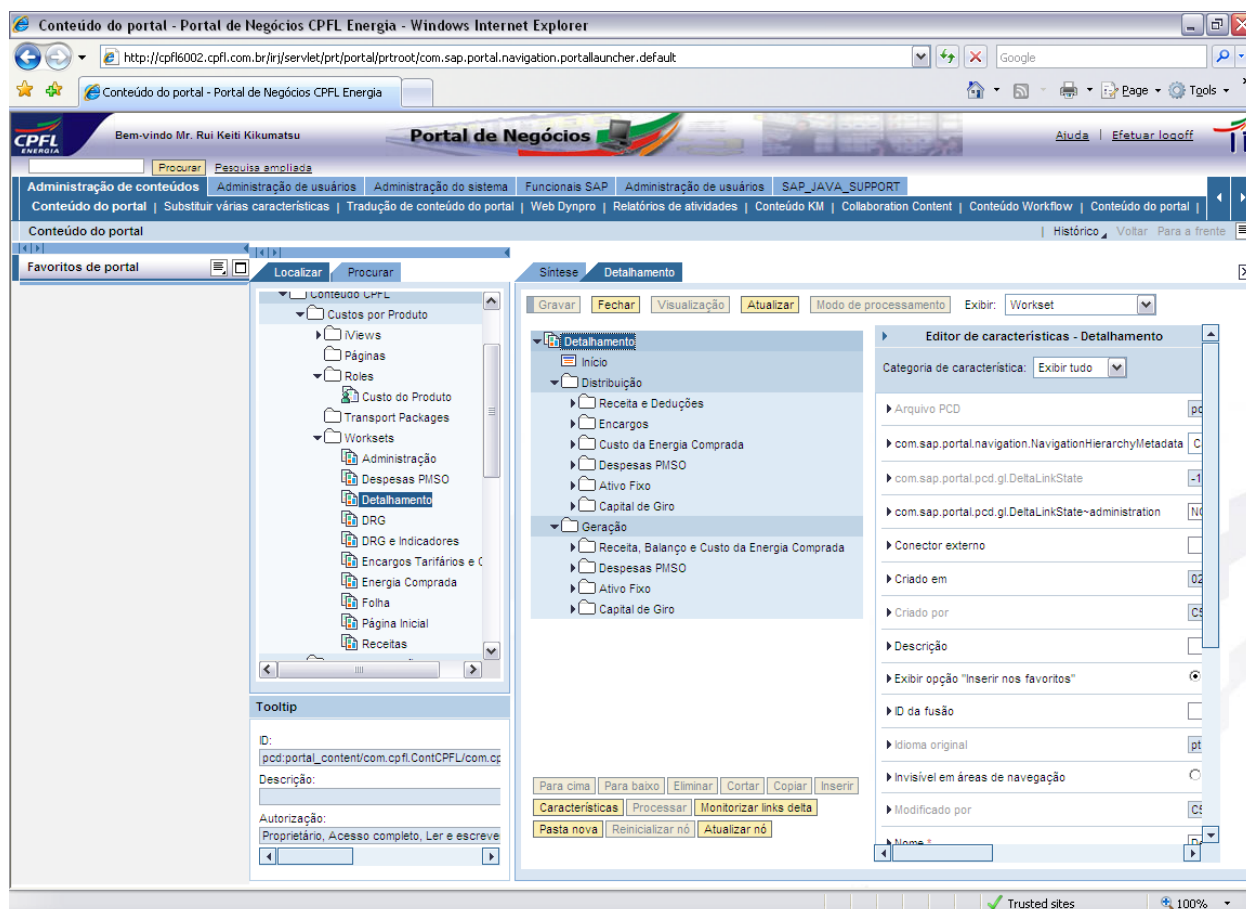 Conteúdo do portal - Portal de Negócios CPFL Energia - Windows Internet Explorer
http://cpfl6002.cpfl.com.br/irj/servlet/prt/portal/prtroot/com.sap.portal.navigation.portallauncher.default
Google
Conteúdo do portal - Portal de Negócios CPFL Energia
Page
Tools
CPFL
ENERGIA
Bem-vindo Mr. Rui Keiti Kikumatsu
Portal de Negócios
Ajuda | Efetuar logoff
Procurar Pesquisa ampliada
Administração de conteúdos Administração de usuários Administração do sistema Funcionais SAP Administração de usuários SAP_JAVA_SUPPORT
Conteúdo do portal | Substituir várias características | Tradução de conteúdo do portal | Web Dynpro | Relatórios de atividades | Conteúdo KM | Collaboration Content | Conteúdo Workflow | Conteúdo do portal |
Conteúdo do portal
| Histórico Voltar Para a frente
Favoritos de portal
Localizar Procurar
Conteúdo CPFL
Custos por Produto
iViews
Páginas
Roles
Custo do Produto
Transport Packages
Worksets
Administração
Despesas PMSO
Detalhamento
DRG
DRG e Indicadores
Encargos Tarifários e
Energia Comprada
Folha
Página Inicial
Receitas
Tooltip
ID:
pcd:portal_content/com.cpfl.ContCPFL/com.cp
Descrição:
Autorização:
Proprietário, Acesso completo, Ler e escreve
Síntese Detalhamento
Gravar Fechar Visualização Atualizar Modo de processamento Exibir: Workset
Detalhamento
Início
Distribuição
Receita e Deduções
Encargos
Custo da Energia Comprada
Despesas PMSO
Ativo Fixo
Capital de Giro
Geração
Receita, Balanço e Custo da Energia Comprada
Despesas PMSO
Ativo Fixo
Capital de Giro
Para cima Para baixo Eliminar Cortar Copiar Inserir
Características Processar Monitorizar links delta
Pasta nova Reinicializar nó Atualizar nó
Editor de características - Detalhamento
Categoria de característica: Exibir tudo
Arquivo PCD pc
com.sap.portal.navigation.NavigationHierarchyMetadata C
com.sap.portal.pcd.gl.DeltaLinkState -1
com.sap.portal.pcd.gl.DeltaLinkState~administration NO
Conector externo
Criado em 02
Criado por C5
Descrição
Exibir opção "Inserir nos favoritos"
ID da fusão
Idioma original pt
Invisível em áreas de navegação
Modificado por C5
Nome * De
Trusted sites
100%